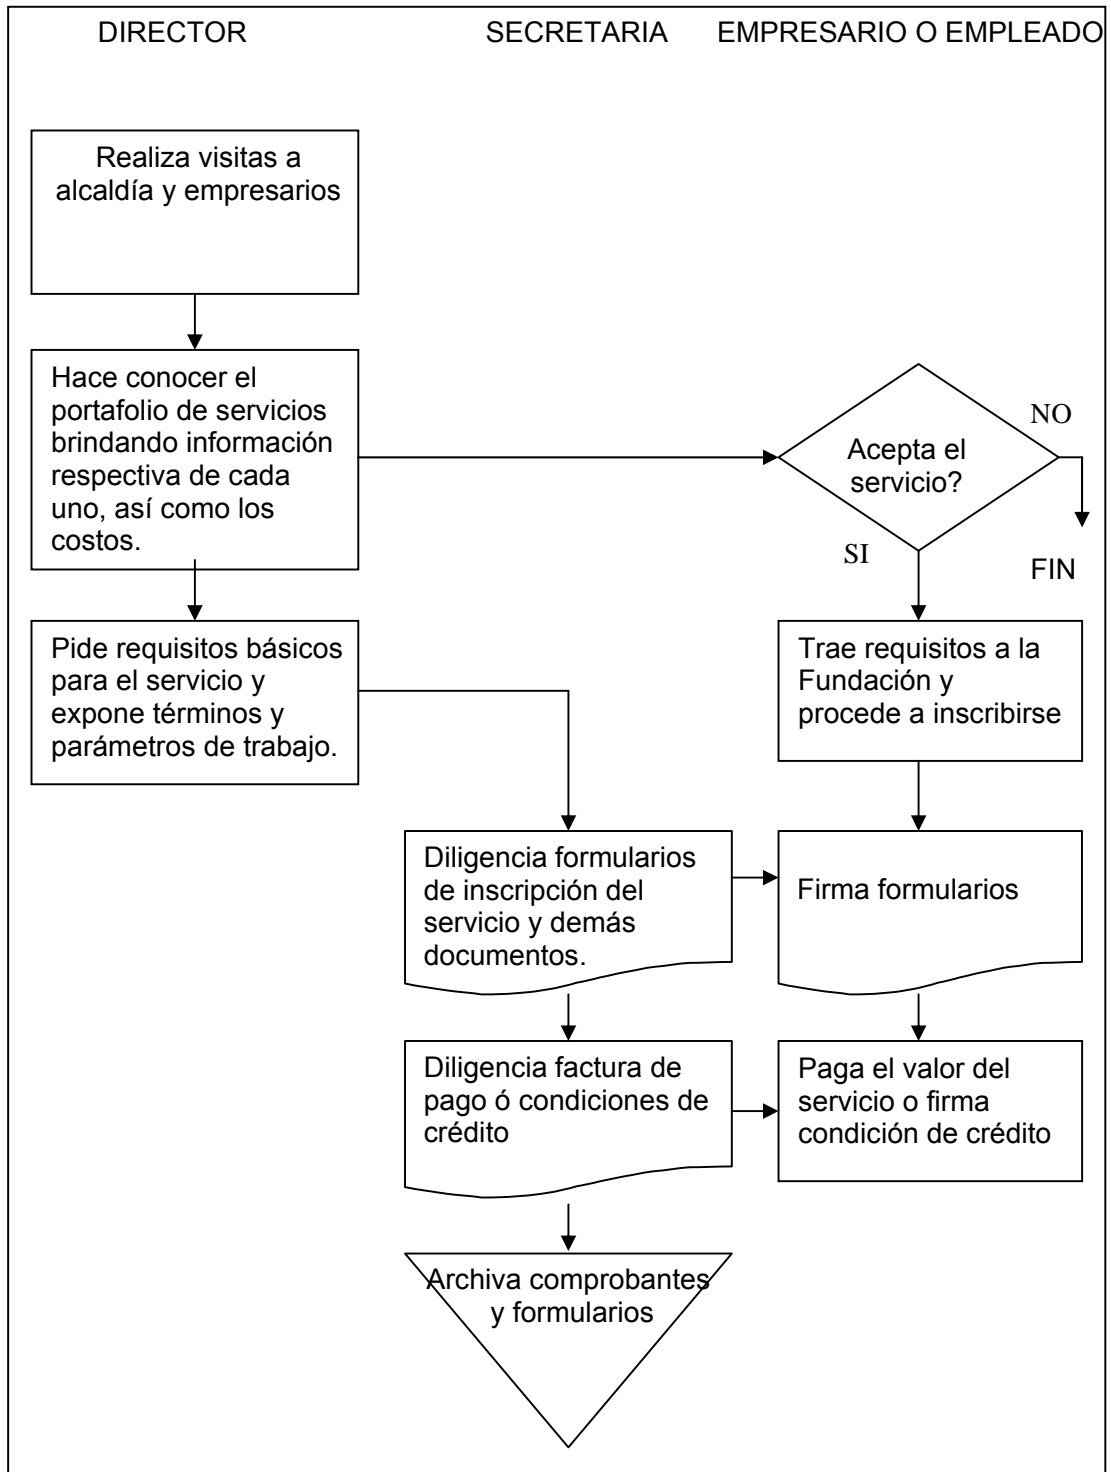 DIRECTOR
SECRETARIA
EMPRESARIO O EMPLEADO
Realiza visitas a
alcaldía y empresarios
Hace conocer el
portafolio de servicios
brindando información
respectiva de cada
uno, así como los
costos.
Acepta el
servicio?
NO
FIN
SI
Pide requisitos básicos
para el servicio y
expone términos y
parámetros de trabajo.
Trae requisitos a la
Fundación y
procede a inscribirse
Diligencia formularios
de inscripción del
servicio y demás
documentos.
Firma formularios
Diligencia factura de
pago ó condiciones de
crédito
Paga el valor del
servicio o firma
condición de crédito
Archiva comprobantes
y formularios